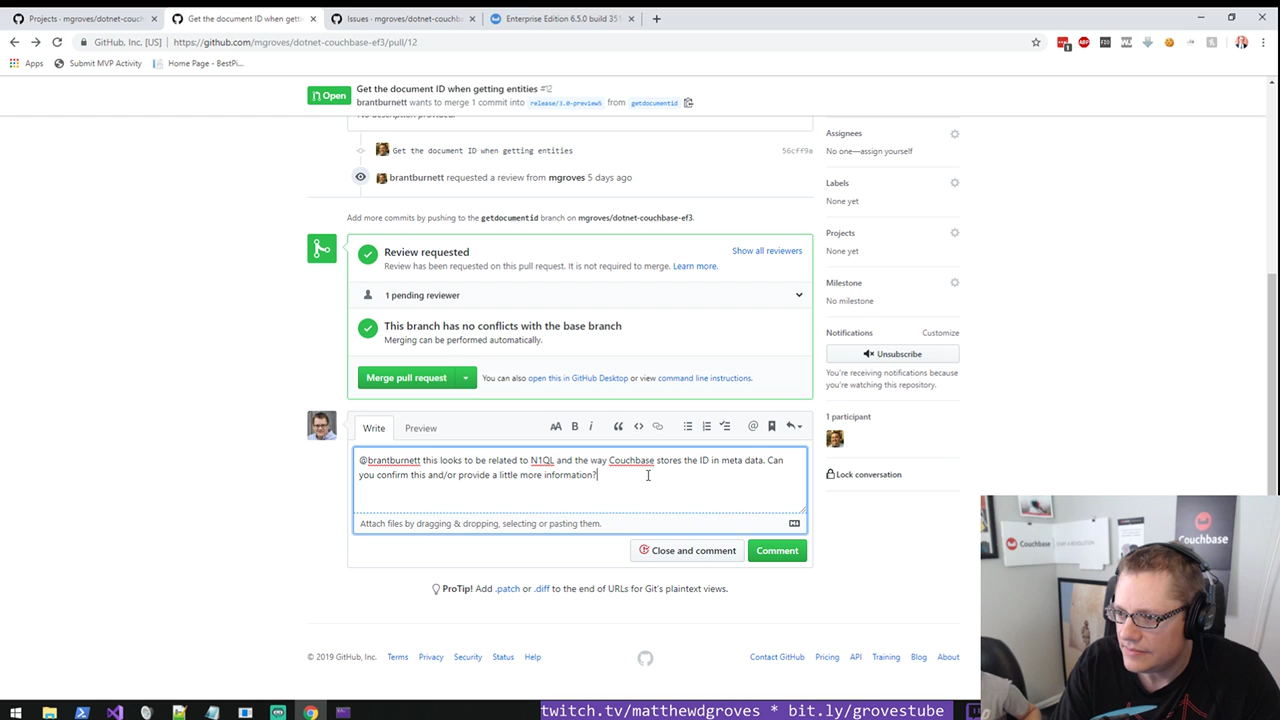 Projects · mgroves/dotnet-couch
Get the document ID when gett
Issues · mgroves/dotnet-couchb
Enterprise Edition 6.5.0 build 351
GitHub, Inc. [US]
https://github.com/mgroves/dotnet-couchbase-ef3/pull/12
Apps
Submit MVP Activity
Home Page - BestPi...
Open
Get the document ID when getting entities #12
brantburnett wants to merge 1 commit into release/3.0-preview5 from getdocumentid
No description provided.
Get the document ID when getting entities
56cff9a
brantburnett requested a review from mgroves 5 days ago
Add more commits by pushing to the getdocumentid branch on mgroves/dotnet-couchbase-ef3.
Review requested
Show all reviewers
Review has been requested on this pull request. It is not required to merge. Learn more.
1 pending reviewer
This branch has no conflicts with the base branch
Merging can be performed automatically.
Merge pull request
You can also open this in GitHub Desktop or view command line instructions.
Write
Preview
@brantburnett this looks to be related to N1QL and the way Couchbase stores the ID in meta data. Can
you confirm this and/or provide a little more information?
Attach files by dragging & dropping, selecting or pasting them.
Close and comment
Comment
ProTip! Add .patch or .diff to the end of URLs for Git's plaintext views.
Assignees
No one—assign yourself
Labels
None yet
Projects
None yet
Milestone
No milestone
Notifications
Customize
Unsubscribe
You're receiving notifications because
you're watching this repository.
1 participant
Lock conversation
© 2019 GitHub, Inc.
Terms
Privacy
Security
Status
Help
Contact GitHub
Pricing
API
Training
Blog
About
Couchbase
Couchbase
twitch.tv/matthewdgroves * bit.ly/grovestube